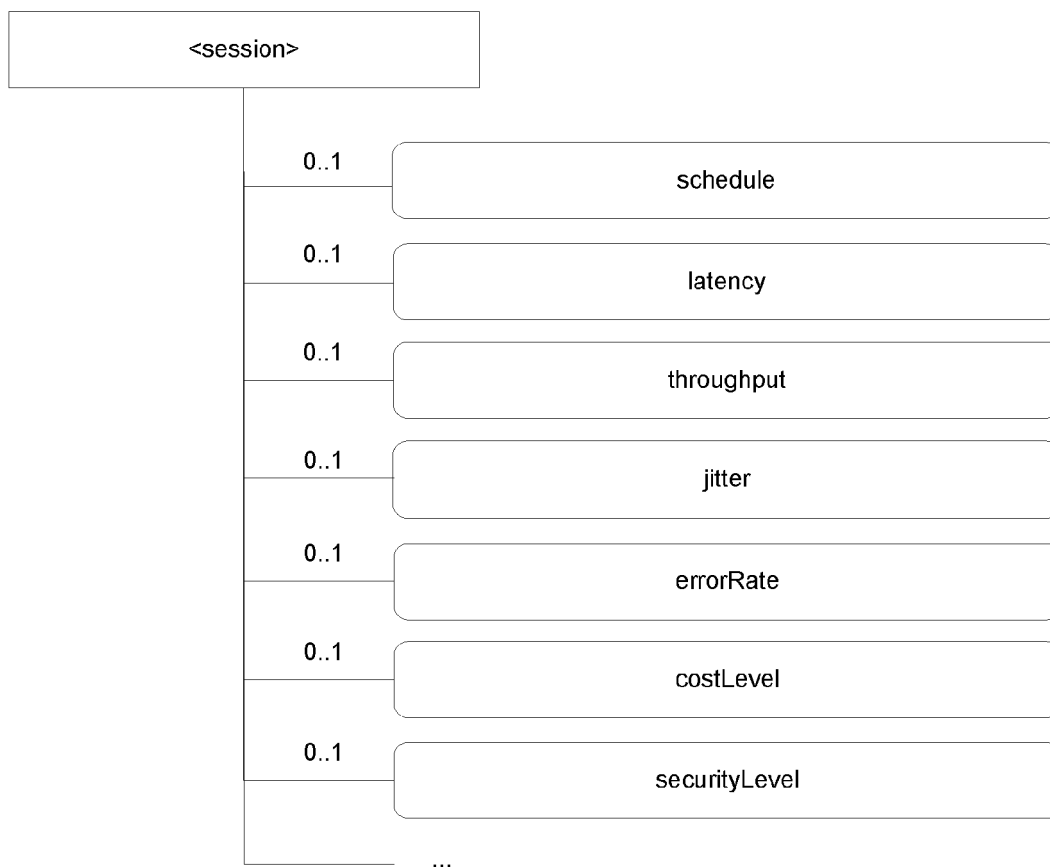 <session>
0..1
schedule
0..1
latency
0..1
throughput
0..1
jitter
0..1
errorRate
0..1
costLevel
0..1
securityLevel
...